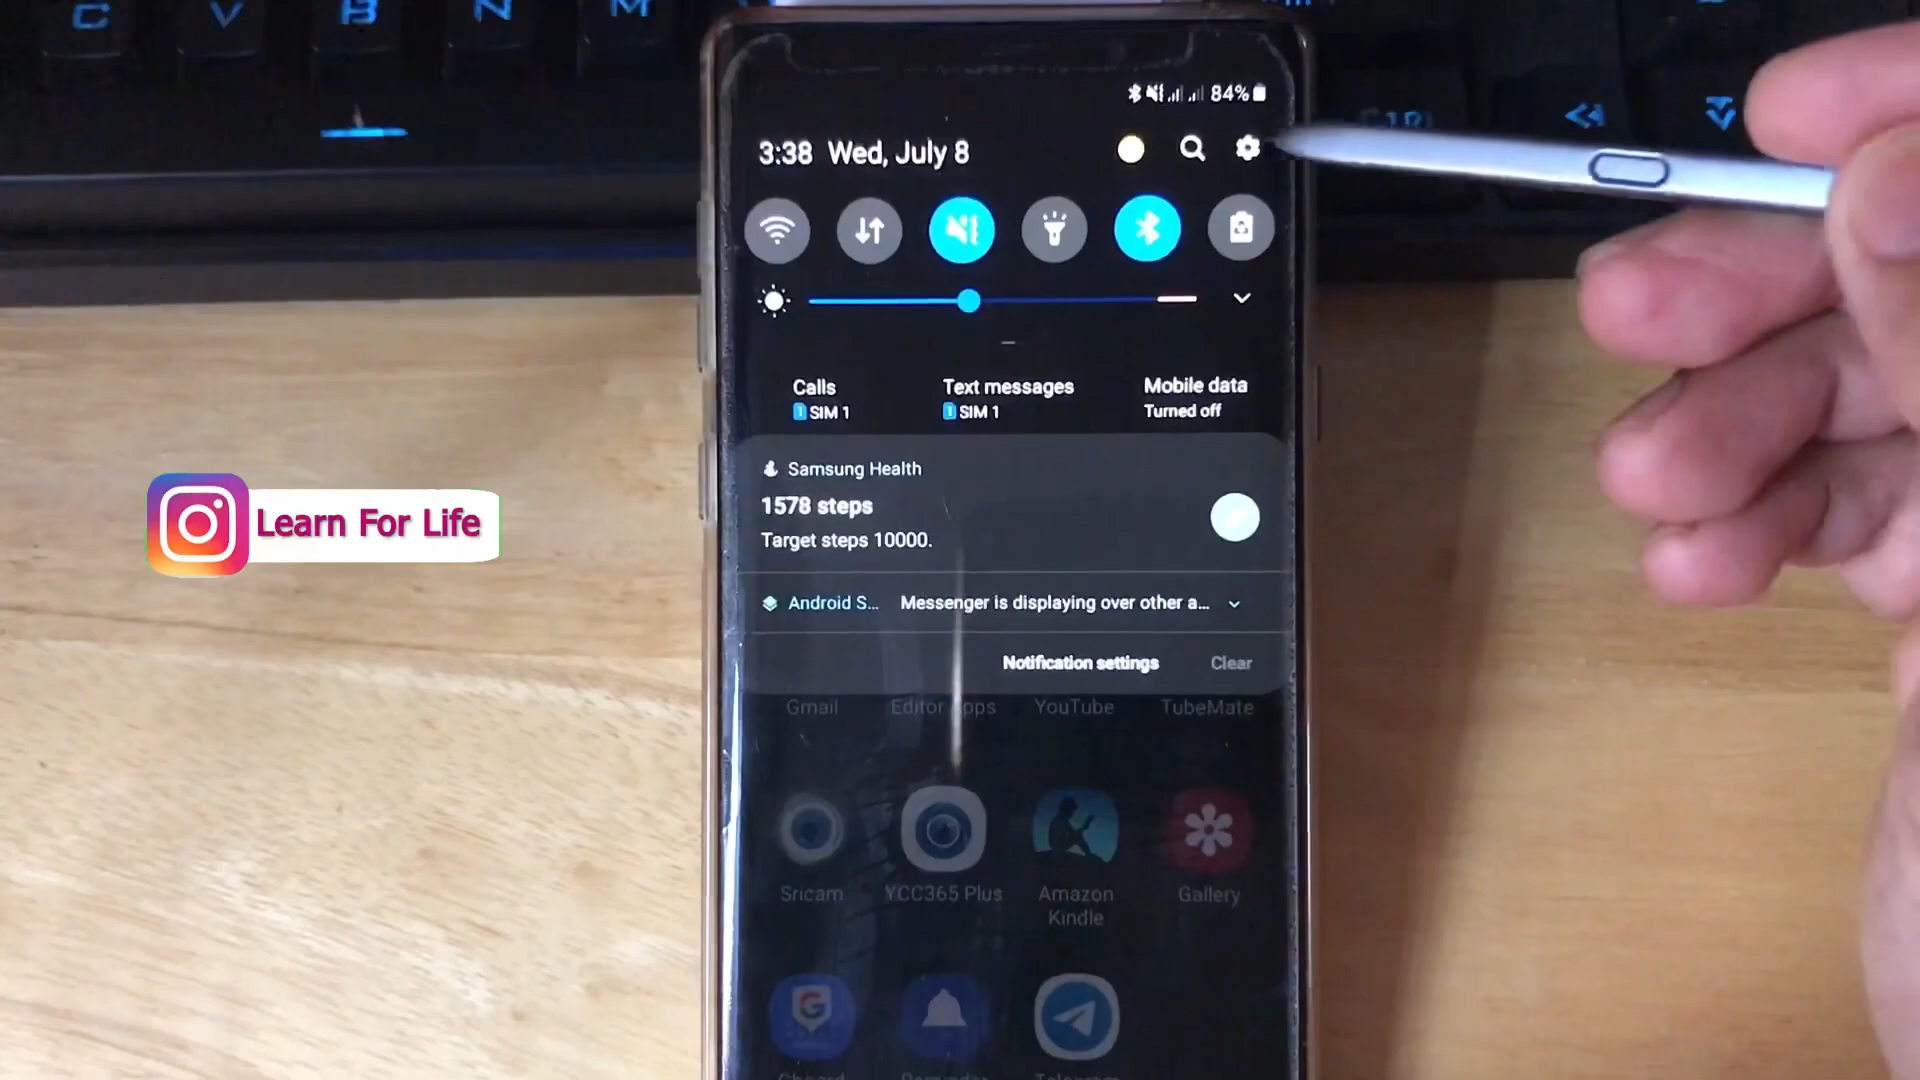 C V B N M
84%
3:38 Wed, July 8
Calls
SIM 1
Text messages
SIM 1
Mobile data
Turned off
Samsung Health
1578 steps
Target steps 10000.
Android S... Messenger is displaying over other a...
Notification settings Clear
Gmail Editor Apps YouTube TubeMate
Sricam YCC365 Plus Amazon Kindle Gallery
Learn For Life